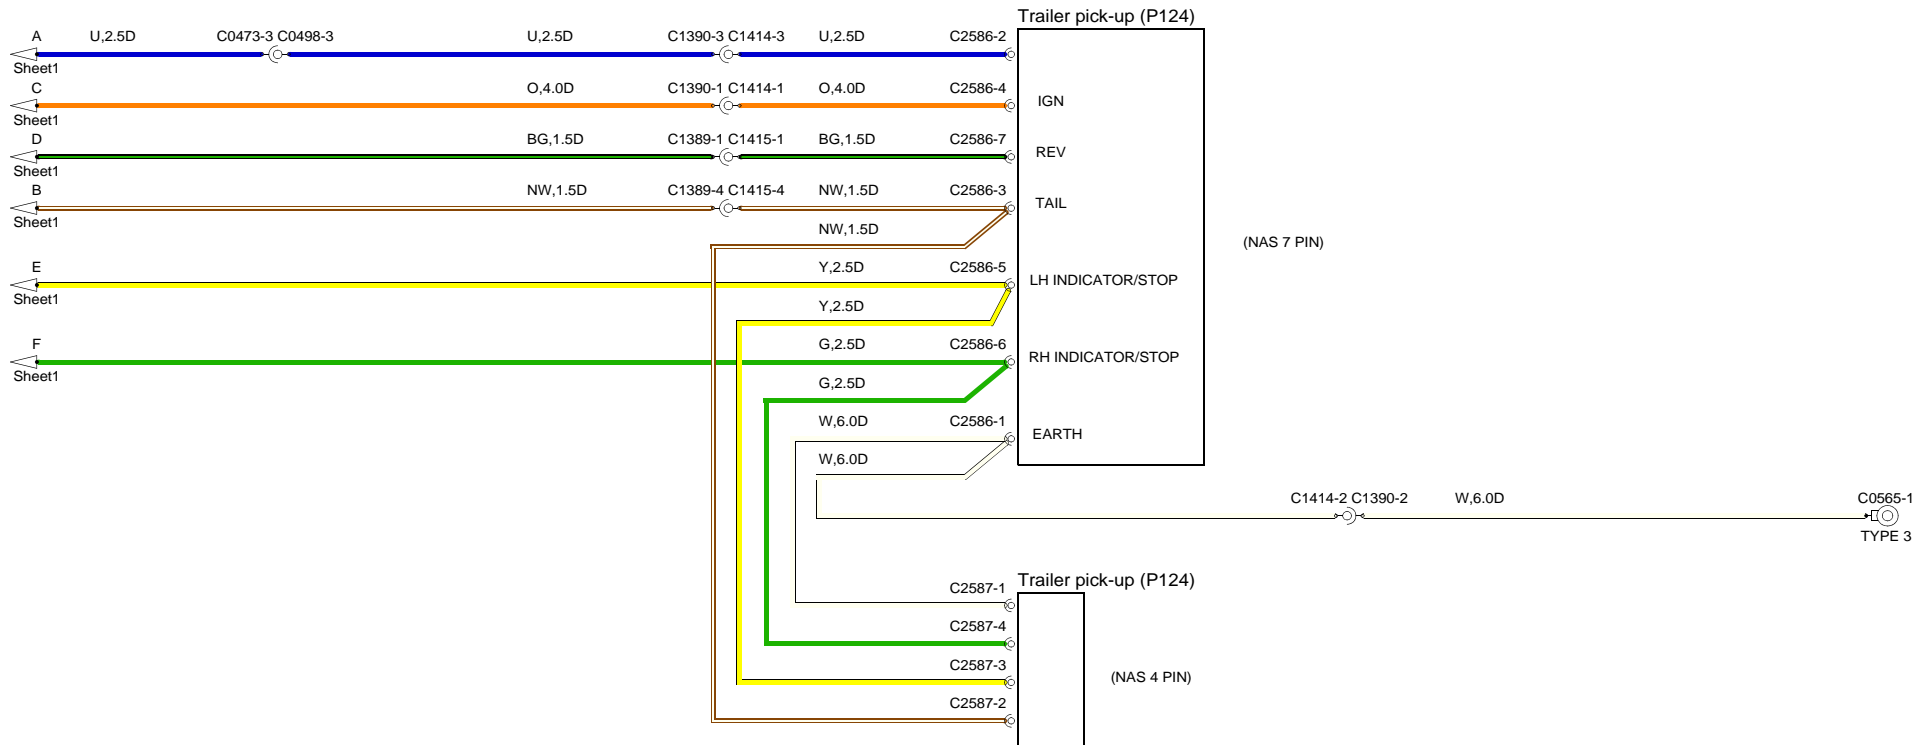 Trailer pick-up (P124)
A U,2.5D C0473-3 C0498-3 U,2.5D C1390-3 C1414-3 U,2.5D C2586-2
Sheet1
C O,4.0D C1390-1 C1414-1 O,4.0D C2586-4
IGN
Sheet1
D BG,1.5D C1389-1 C1415-1 BG,1.5D C2586-7
REV
Sheet1
B NW,1.5D C1389-4 C1415-4 NW,1.5D C2586-3
TAIL
Sheet1
NW,1.5D
(NAS 7 PIN)
E Y,2.5D C2586-5
LH INDICATOR/STOP
Sheet1
Y,2.5D
F G,2.5D C2586-6
RH INDICATOR/STOP
Sheet1
G,2.5D
W,6.0D C2586-1
EARTH
W,6.0D
C1414-2 C1390-2 W,6.0D C0565-1
TYPE 3
Trailer pick-up (P124)
C2587-1
C2587-4
C2587-3
(NAS 4 PIN)
C2587-2